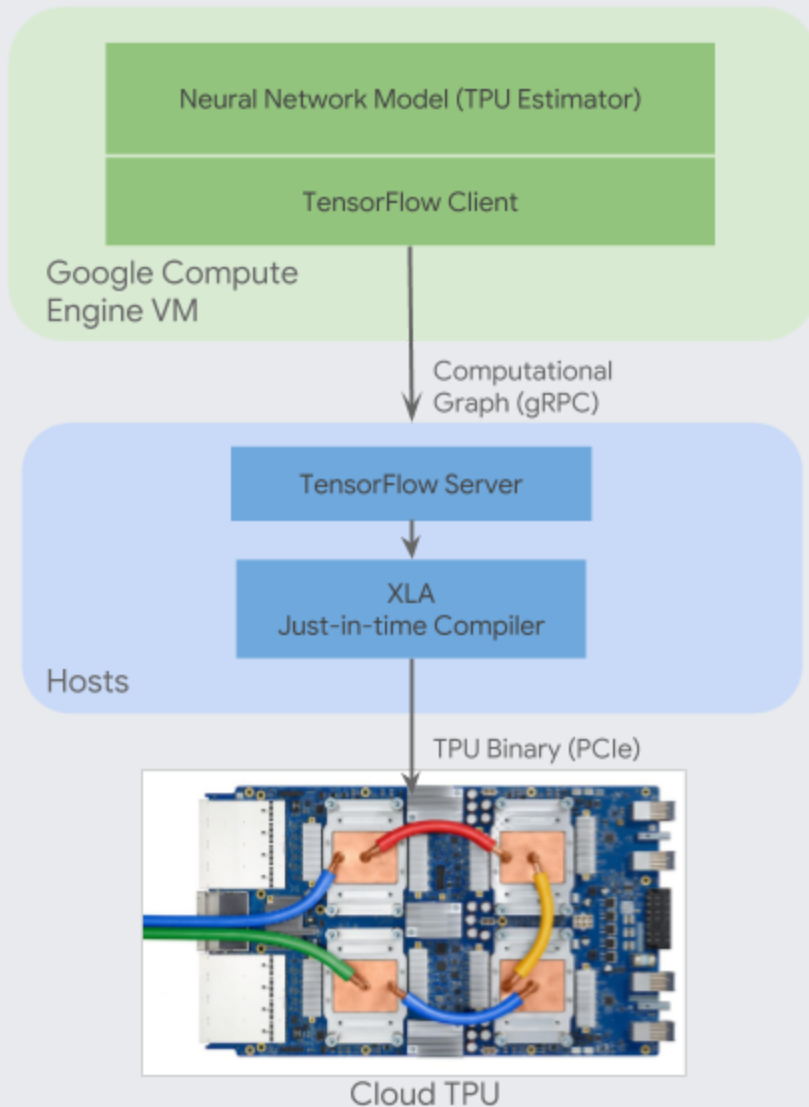 Neural Network Model (TPU Estimator)
TensorFlow Client
Google Compute
Engine VM
Computational
Graph (gRPC)
TensorFlow Server
XLA
Just-in-time Compiler
Hosts
TPU Binary (PCIe)
Cloud TPU